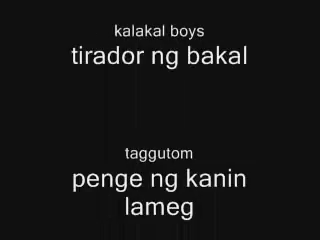 kalakal boys
tirador ng bakal
taggutom
penge ng kanin
lameg